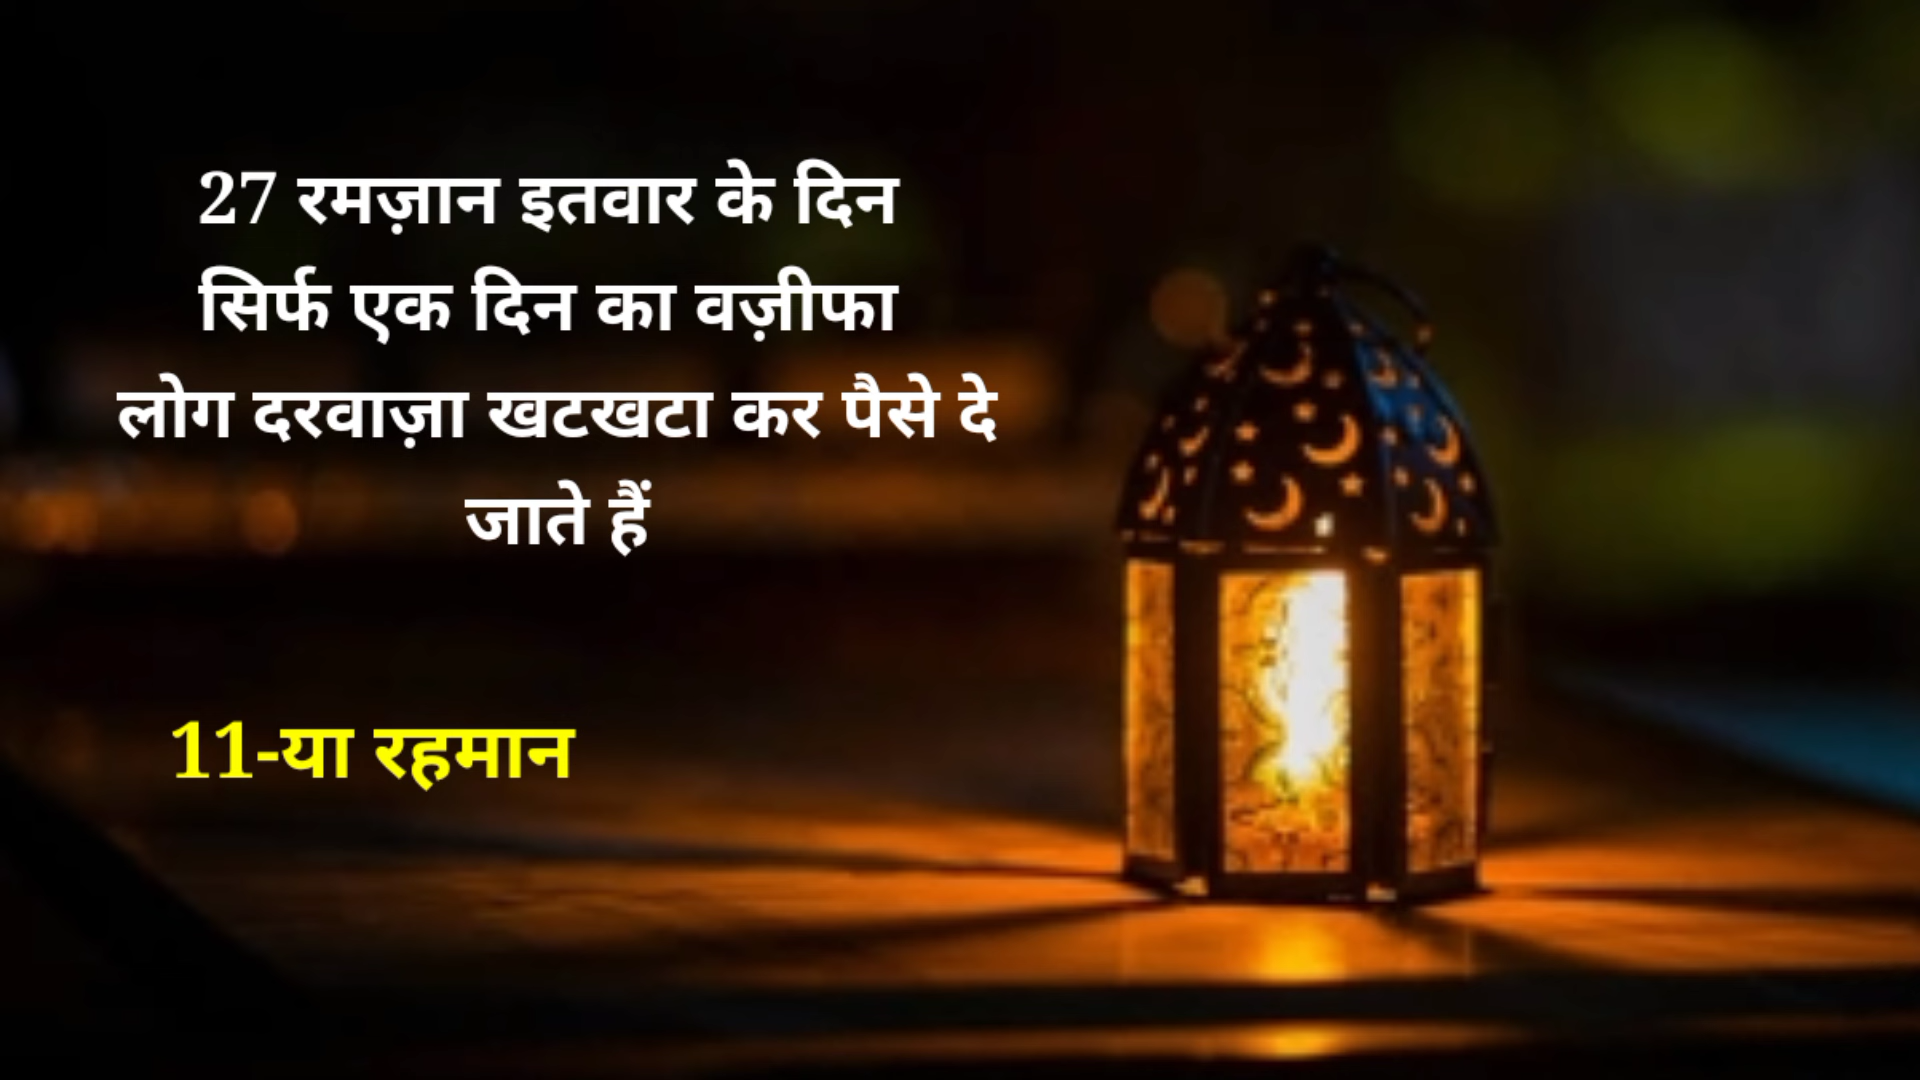 27 रमज़ान इतवार के दिन
सिर्फ एक दिन का वज़ीफा
लोग दरवाज़ा खटखटा कर पैसे दे
जाते हैं
11-या रहमान